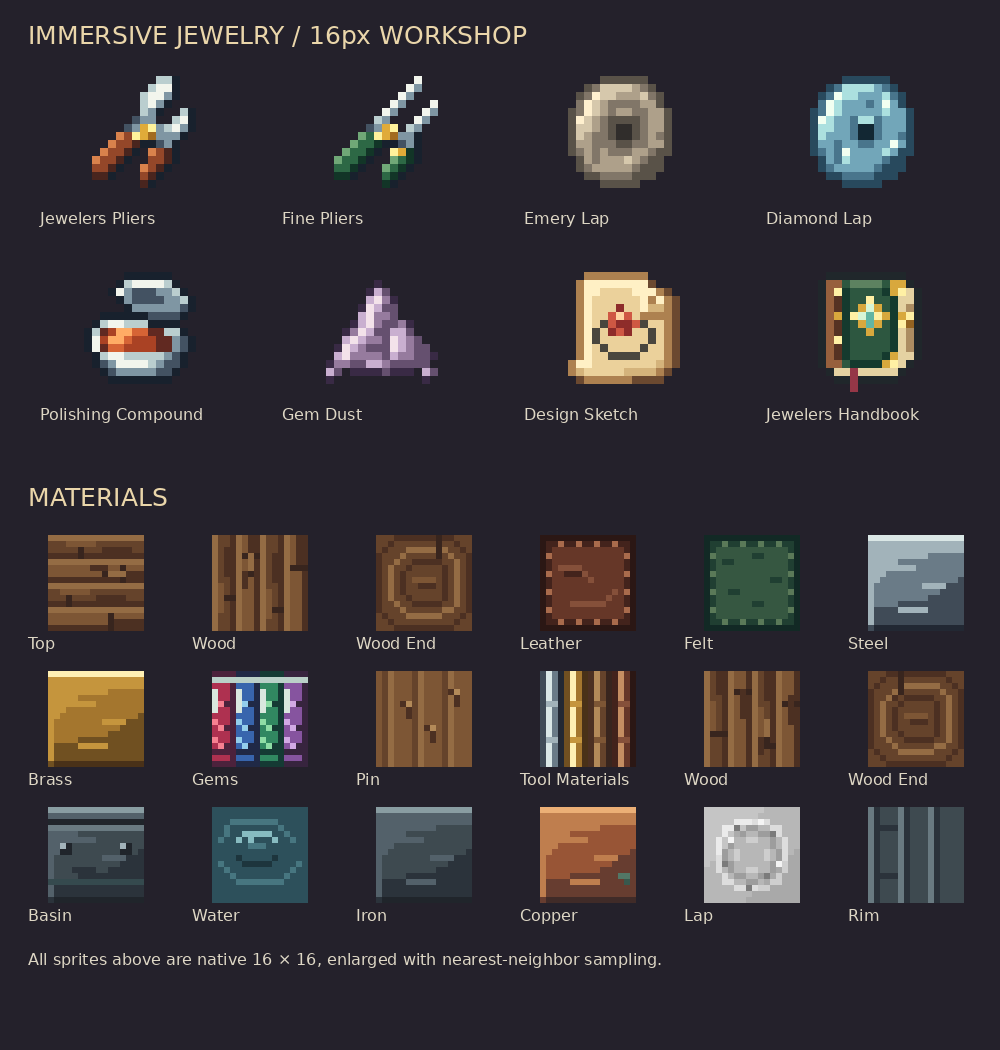 IMMERSIVE JEWELRY / 16px WORKSHOP
Jewelers Pliers
Fine Pliers
Emery Lap
Diamond Lap
Polishing Compound
Gem Dust
Design Sketch
Jewelers Handbook
MATERIALS
Top
Wood
Wood End
Leather
Felt
Steel
Brass
Gems
Pin
Tool Materials
Wood
Wood End
Basin
Water
Iron
Copper
Lap
Rim
All sprites above are native 16 × 16, enlarged with nearest-neighbor sampling.